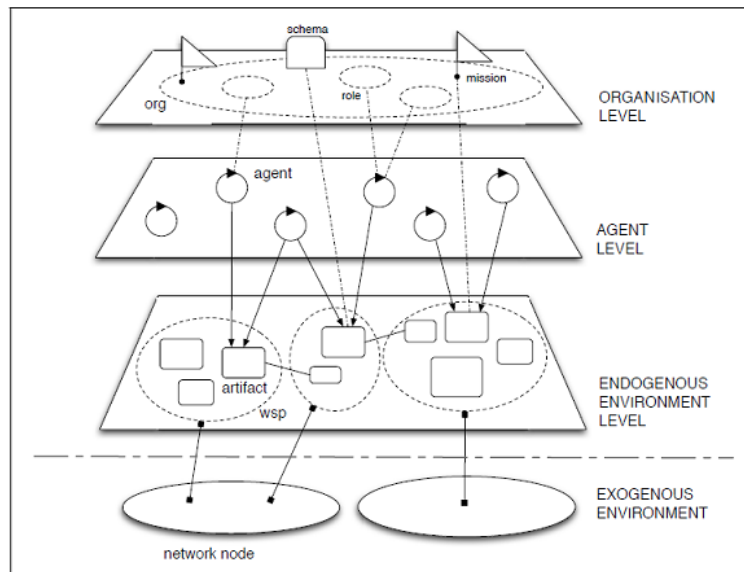 schema
org
role
mission
ORGANISATION
LEVEL
agent
AGENT
LEVEL
artifact
wsp
ENDOGENOUS
ENVIRONMENT
LEVEL
EXOGENOUS
ENVIRONMENT
network node